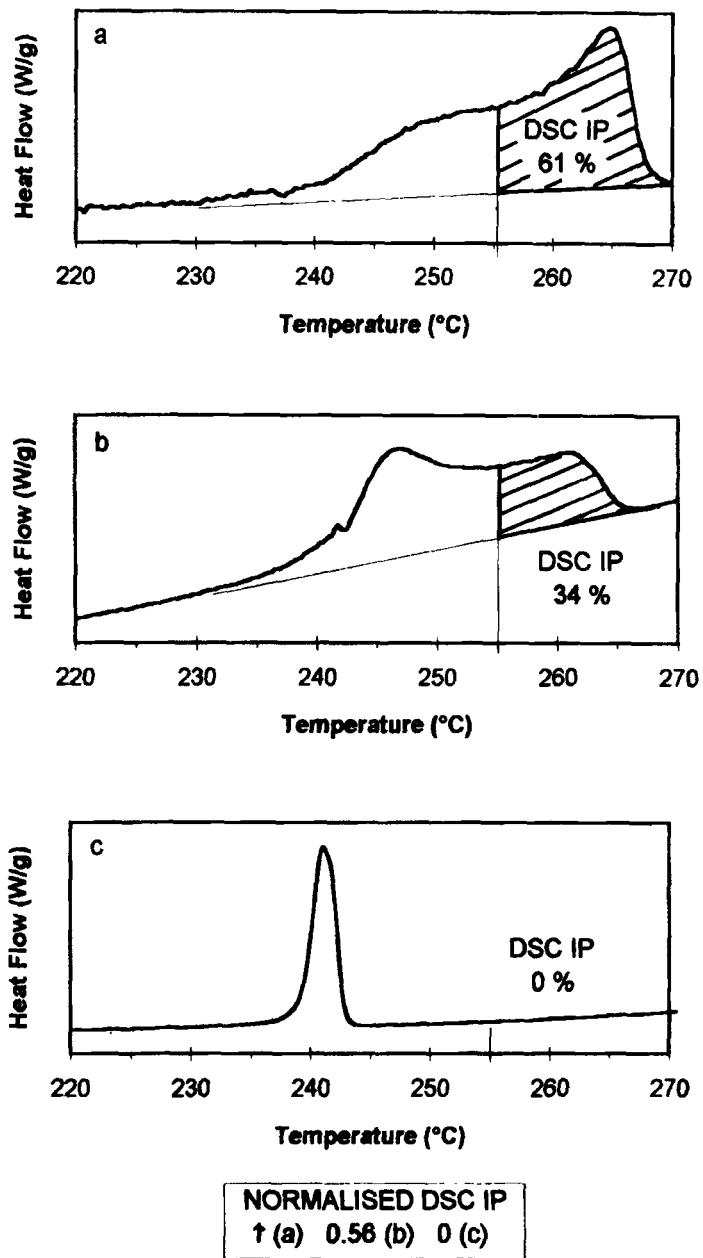 a
Heat Flow (W/g)
DSC IP
61 %
220 230 240 250 260 270
Temperature (°C)
b
Heat Flow (W/g)
DSC IP
34 %
220 230 240 250 260 270
Temperature (°C)
c
Heat Flow (W/g)
DSC IP
0 %
220 230 240 250 260 270
Temperature (°C)
NORMALISED DSC IP
↑ (a) 0.56 (b) 0 (c)